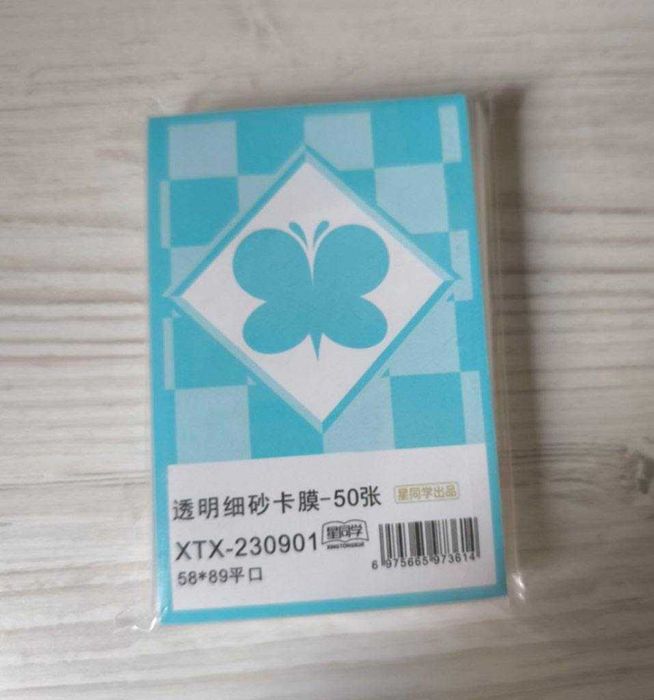 透明细砂卡膜-50张 星同学出品
XTX-230901 星同学
XINGTONGXUE
58*89平口
6 975665 973614